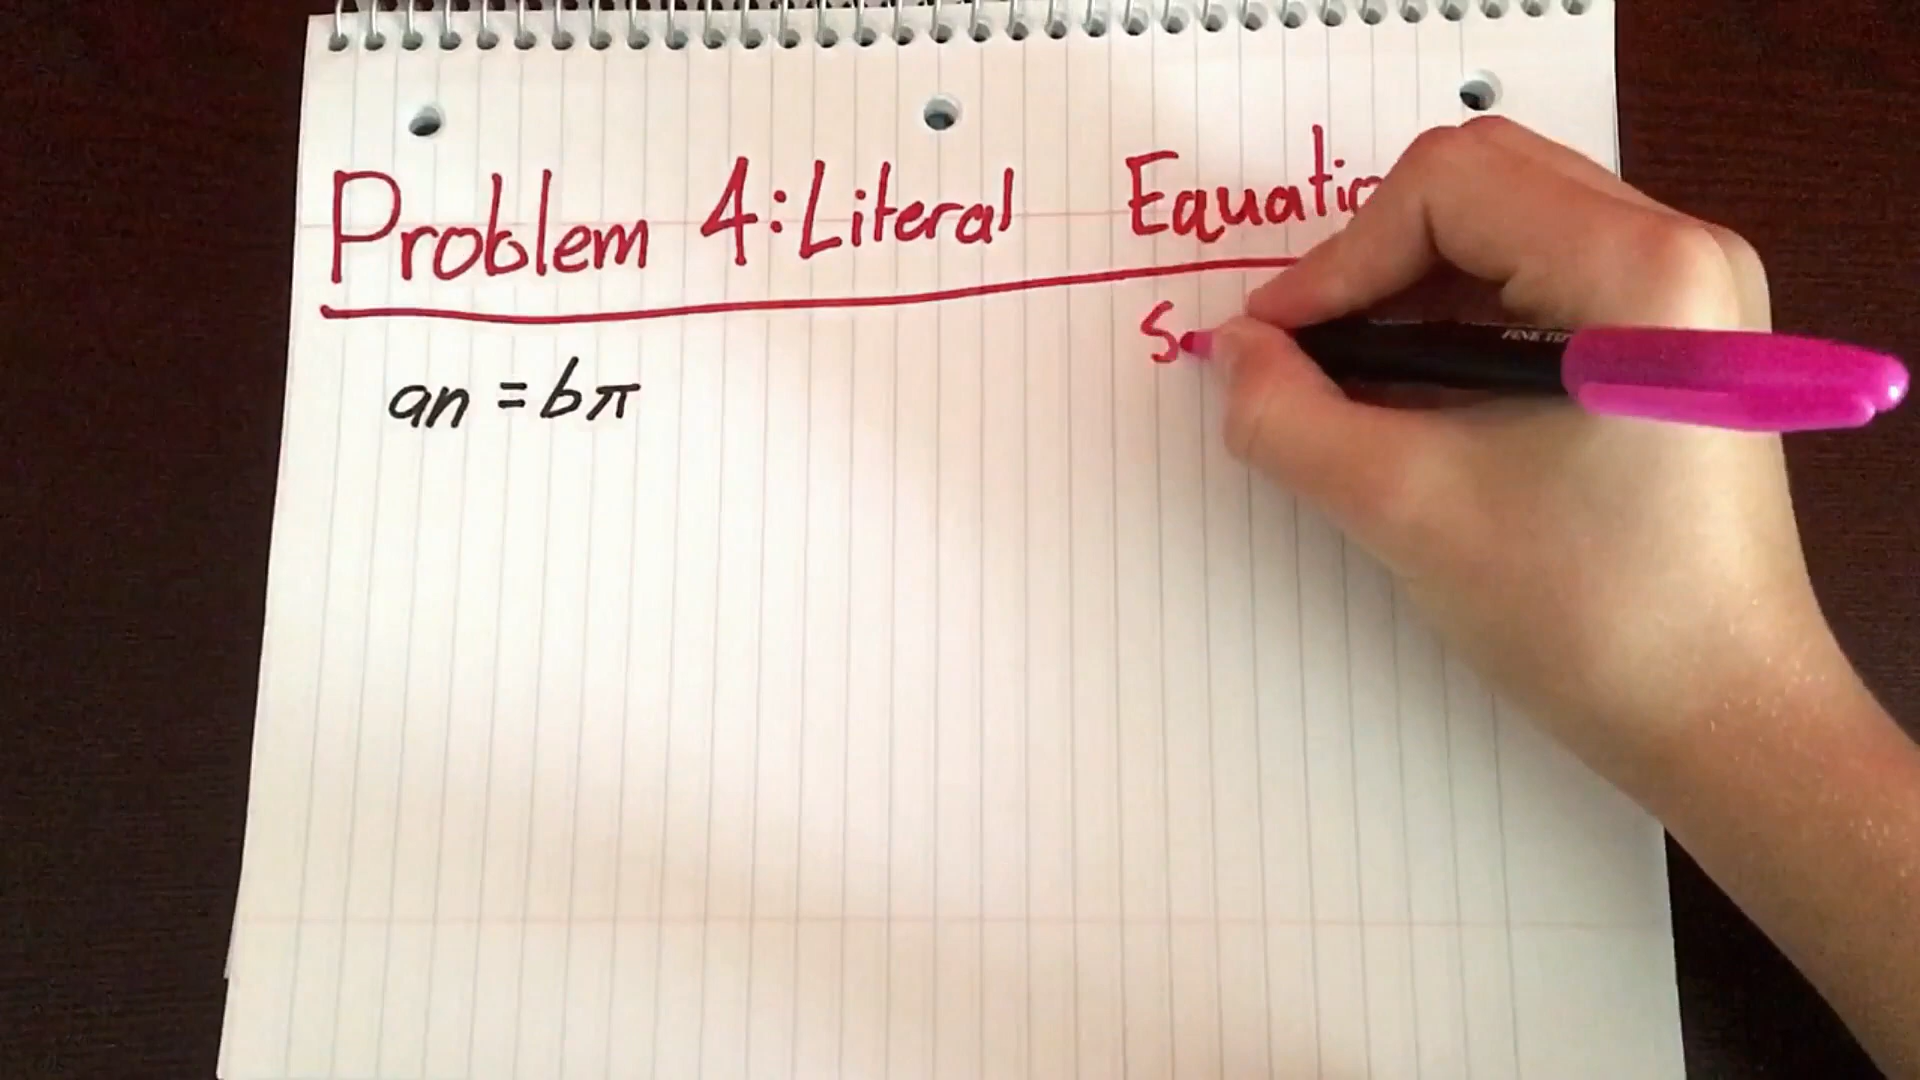 Problem 4: Literal Equatio
an = bπ
S